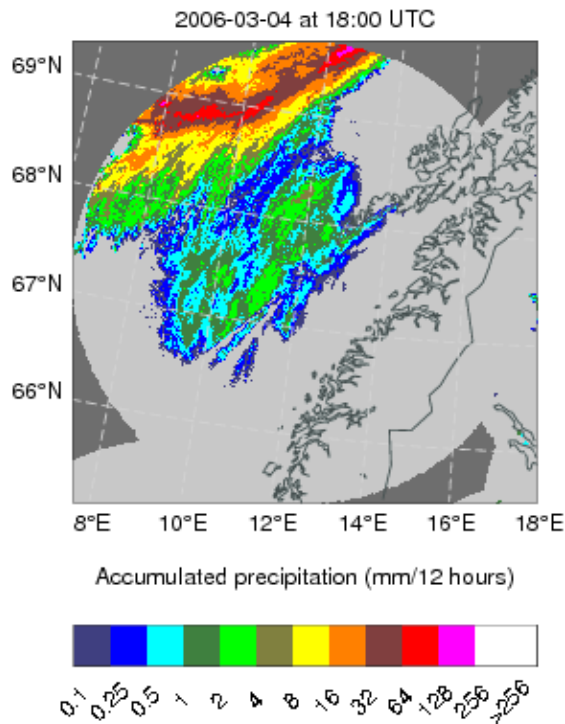 2006-03-04 at 18:00 UTC
69°N
68°N
67°N
66°N
8°E 10°E 12°E 14°E 16°E 18°E
Accumulated precipitation (mm/12 hours)
0.1 0.25 0.5 1 2 4 8 16 32 64 128 256 >256